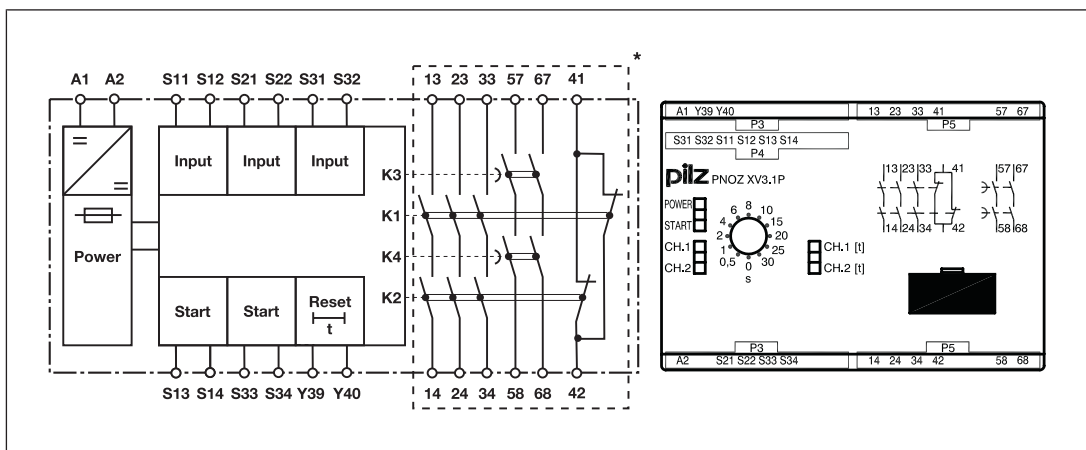 *
A1 A2 S11 S12 S21 S22 S31 S32 13 23 33 57 67 41
Input Input Input
Power
Start Start Reset
t
K3
K1
K4
K2
S13 S14 S33 S34 Y39 Y40 14 24 34 58 68 42
A1 Y39 Y40 13 23 33 41 57 67
P3 P5
S31 S32 S11 S12 S13 S14
P4
pilz PNOZ XV3.1P
POWER
START
CH.1
CH.2
0,5 1 2 4 6 8 10 15 20 25 30 0
s
CH.1 [t]
CH.2 [t]
13 23 33 41 57 67
14 24 34 42 58 68
P3 P5
A2 S21 S22 S33 S34 14 24 34 42 58 68